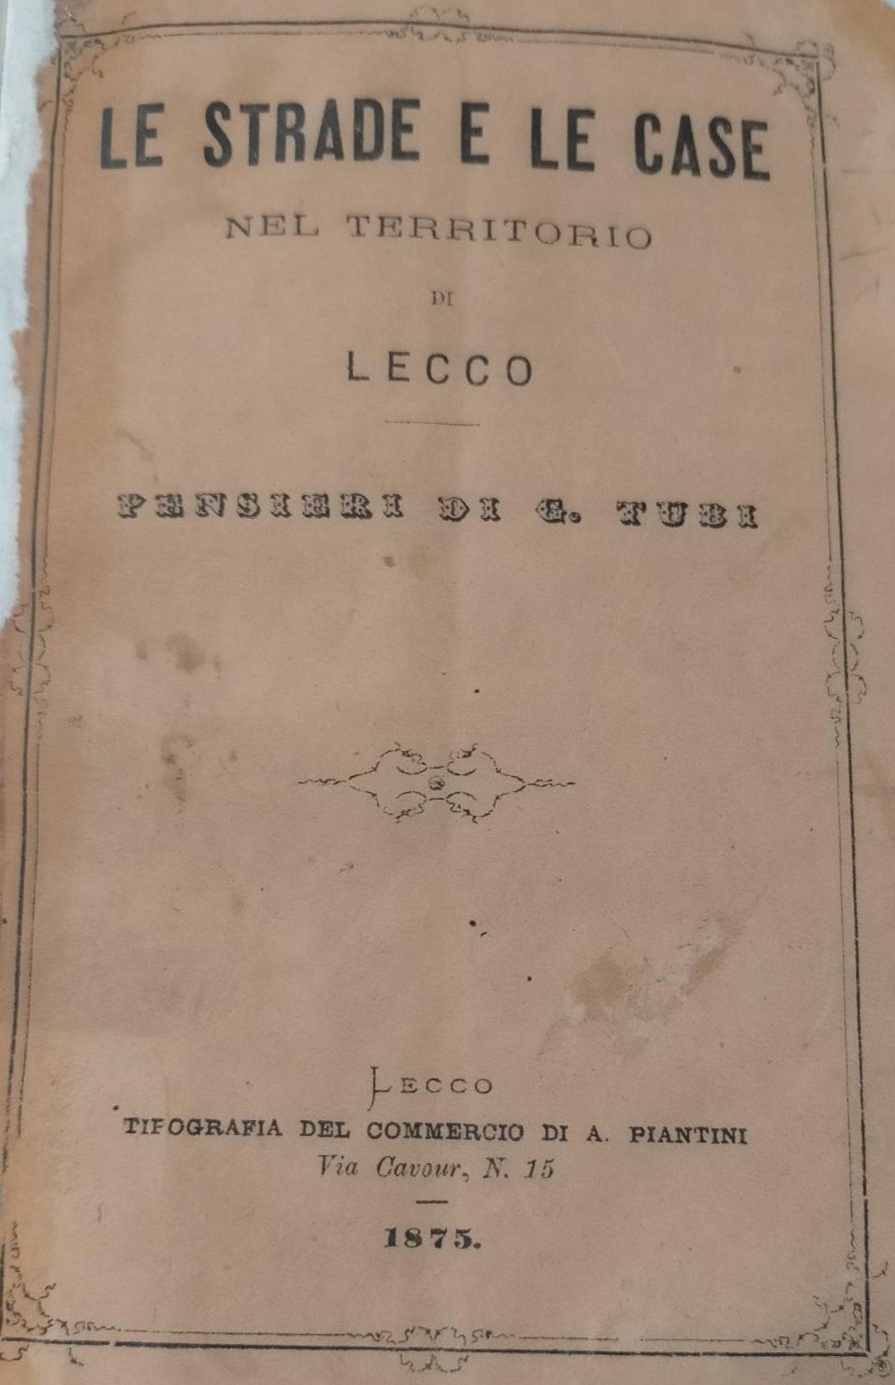 LE STRADE E LE CASE
NEL TERRITORIO
DI
LECCO
PENSIERI DI G. TUBI
LECCO
TIPOGRAFIA DEL COMMERCIO DI A. PIANTINI
Via Cavour, N. 15
1875.